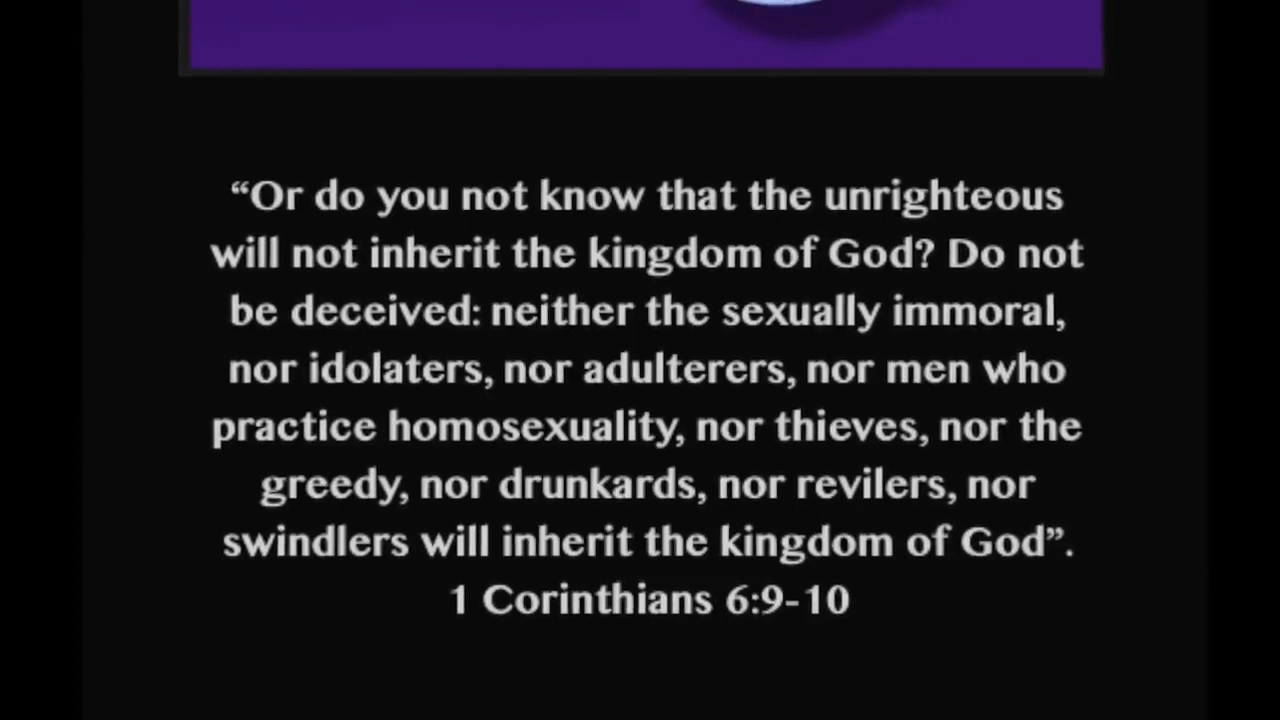 “Or do you not know that the unrighteous
will not inherit the kingdom of God? Do not
be deceived: neither the sexually immoral,
nor idolaters, nor adulterers, nor men who
practice homosexuality, nor thieves, nor the
greedy, nor drunkards, nor revilers, nor
swindlers will inherit the kingdom of God”.
1 Corinthians 6:9-10